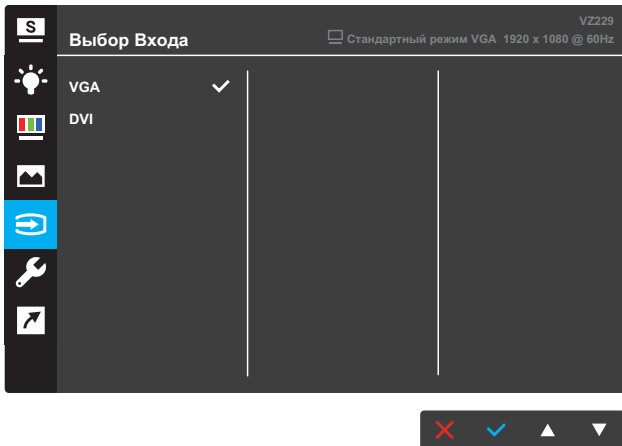 S
VZ229
Выбор Входа
Стандартный режим VGA 1920 x 1080 @ 60Hz
VGA
DVI